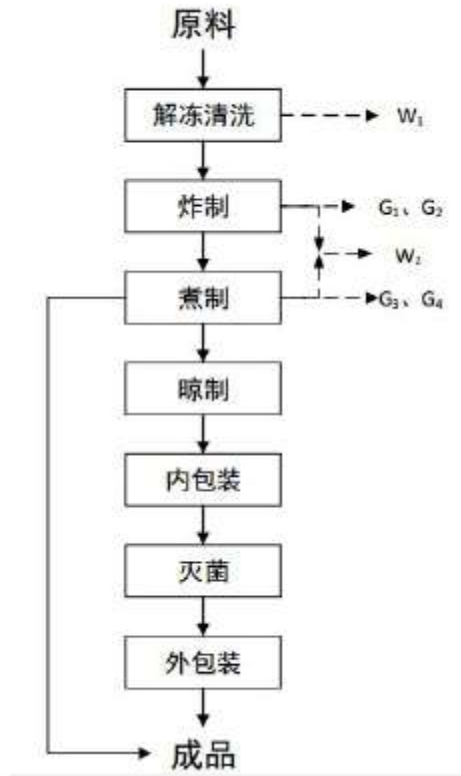 原料
解冻清洗
W₁
炸制
G₁、G₂
W₂
煮制
G₃、G₄
晾制
内包装
灭菌
外包装
成品